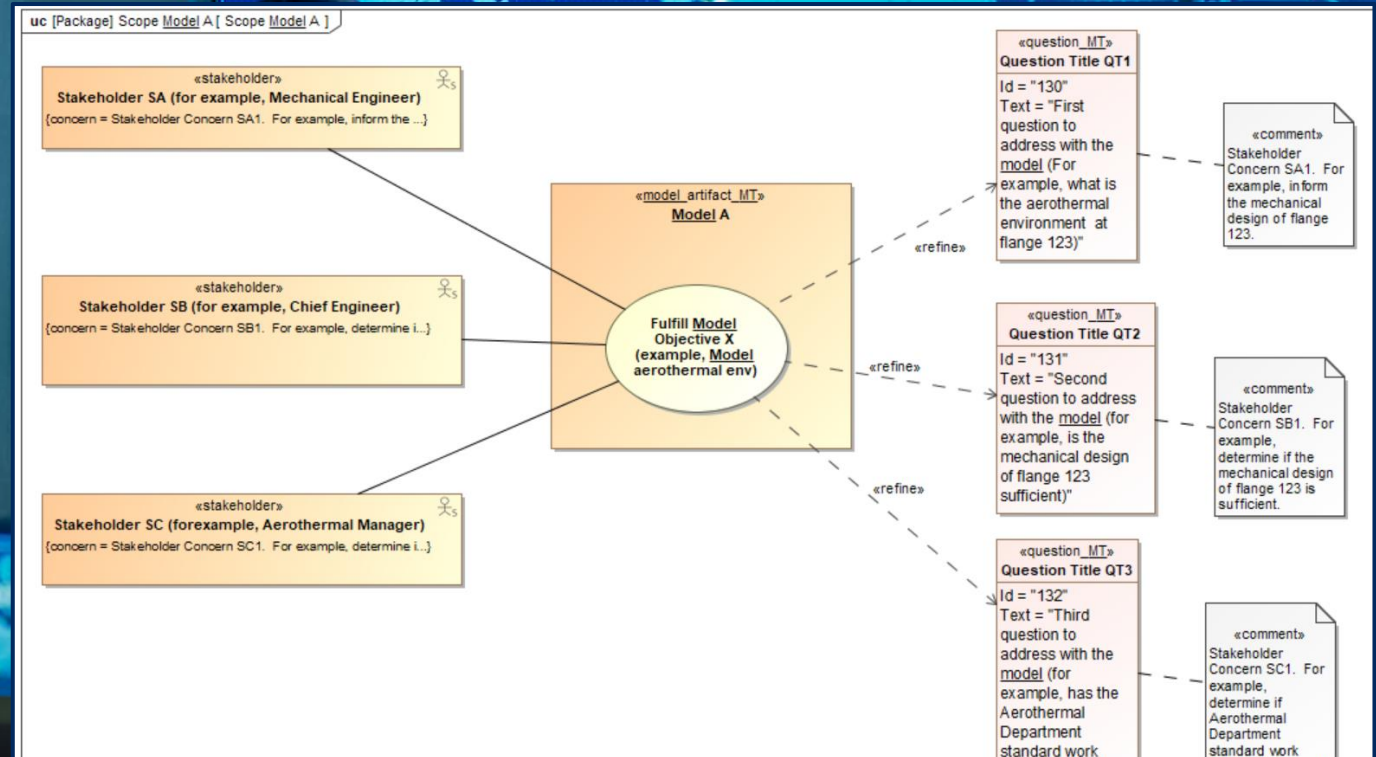 uc [Package] Scope Model A [ Scope Model A ]
«stakeholder»
Stakeholder SA (for example, Mechanical Engineer)
{concern = Stakeholder Concern SA1.  For example, inform the ...}
«stakeholder»
Stakeholder SB (for example, Chief Engineer)
{concern = Stakeholder Concern SB1.  For example, determine i...}
«stakeholder»
Stakeholder SC (forexample, Aerothermal Manager)
{concern = Stakeholder Concern SC1.  For example, determine i...}
«model_artifact_MT»
Model A
Fulfill Model
Objective X
(example, Model
aerothermal env)
«refine»
«refine»
«refine»
«question_MT»
Question Title QT1
Id = "130"
Text = "First
question to
address with the
model (For
example, what is
the aerothermal
environment  at
flange 123)"
«comment»
Stakeholder
Concern SA1.  For
example, inform
the mechanical
design of flange
123.
«question_MT»
Question Title QT2
Id = "131"
Text = "Second
question to address
with the model (for
example, is the
mechanical design
of flange 123
sufficient)"
«comment»
Stakeholder
Concern SB1.  For
example,
determine if the
mechanical design
of flange 123 is
sufficient.
«question_MT»
Question Title QT3
Id = "132"
Text = "Third
question to
address with the
model (for
example, has the
Aerothermal
Department
standard work
«comment»
Stakeholder
Concern SC1.  For
example,
determine if
Aerothermal
Department
standard work